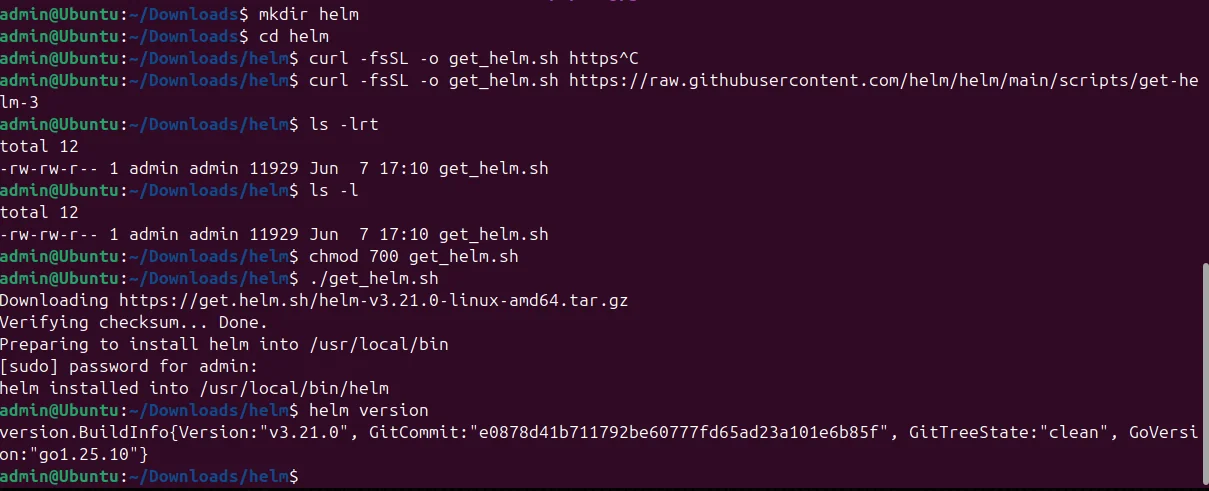 admin@Ubuntu:~/Downloads$ mkdir helm
admin@Ubuntu:~/Downloads$ cd helm
admin@Ubuntu:~/Downloads/helm$ curl -fsSL -o get_helm.sh https^C
admin@Ubuntu:~/Downloads/helm$ curl -fsSL -o get_helm.sh https://raw.githubusercontent.com/helm/helm/main/scripts/get-he
lm-3
admin@Ubuntu:~/Downloads/helm$ ls -lrt
total 12
-rw-rw-r-- 1 admin admin 11929 Jun  7 17:10 get_helm.sh
admin@Ubuntu:~/Downloads/helm$ ls -l
total 12
-rw-rw-r-- 1 admin admin 11929 Jun  7 17:10 get_helm.sh
admin@Ubuntu:~/Downloads/helm$ chmod 700 get_helm.sh
admin@Ubuntu:~/Downloads/helm$ ./get_helm.sh
Downloading https://get.helm.sh/helm-v3.21.0-linux-amd64.tar.gz
Verifying checksum... Done.
Preparing to install helm into /usr/local/bin
[sudo] password for admin:
helm installed into /usr/local/bin/helm
admin@Ubuntu:~/Downloads/helm$ helm version
version.BuildInfo{Version:"v3.21.0", GitCommit:"e0878d41b711792be60777fd65ad23a101e6b85f", GitTreeState:"clean", GoVersi
on:"go1.25.10"}
admin@Ubuntu:~/Downloads/helm$